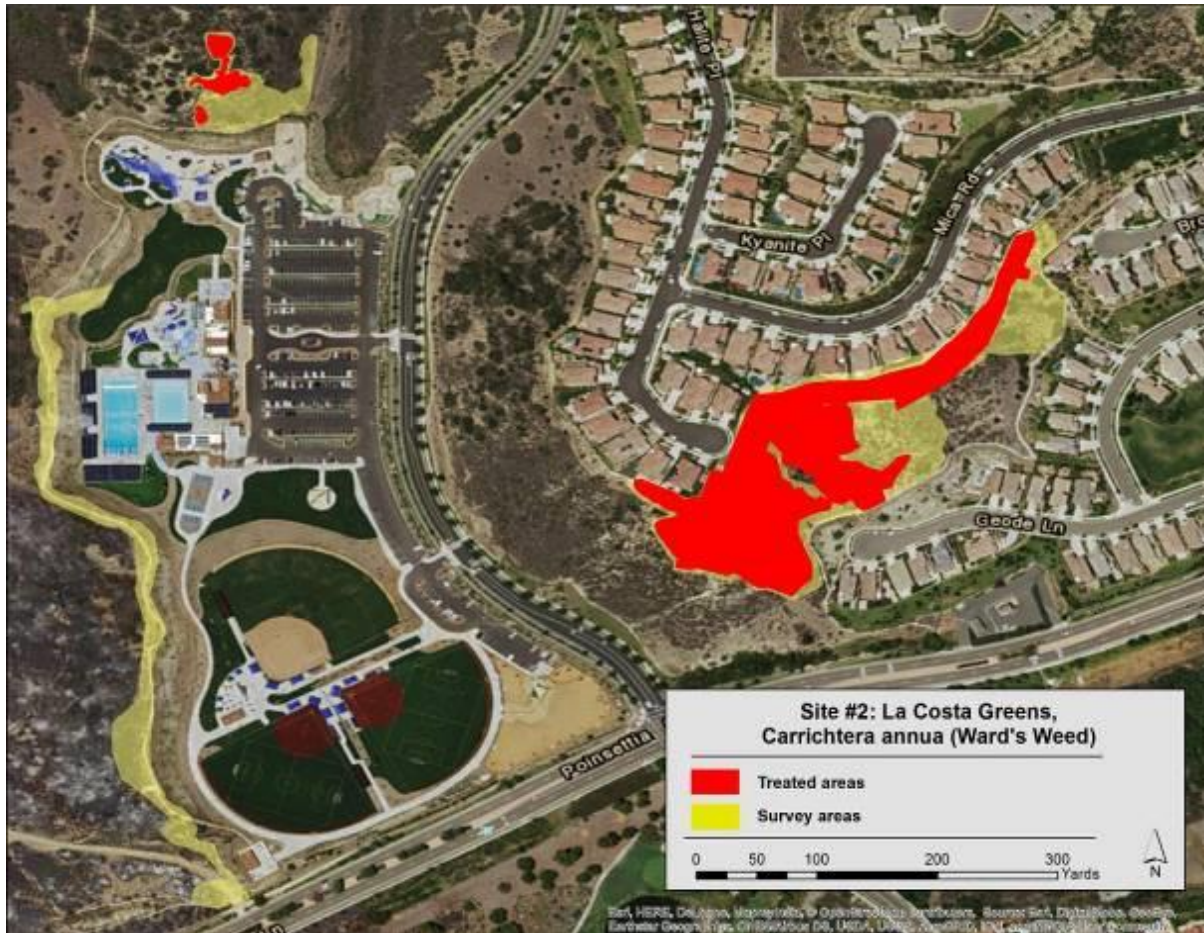 Halite Pl
Kyanite Pl
Mica Rd
Geode Ln
Poinsettia
Site #2: La Costa Greens,
Carrichtera annua (Ward's Weed)
Treated areas
Survey areas
0 50 100 200 300
Yards
N